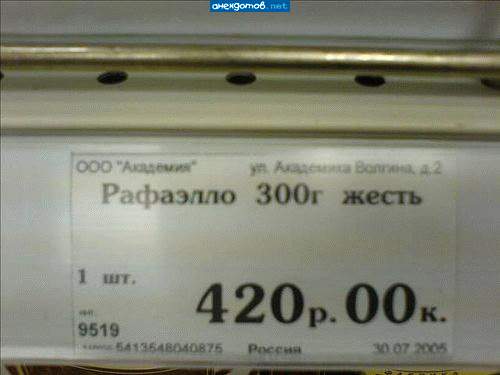 анекдотов.net
ООО "Академия" ул. Академика Волгина, д.2
Рафаэлло 300г жесть
1 шт.
420р.00к.
9519
5413548040875 Россия 30.07.2005